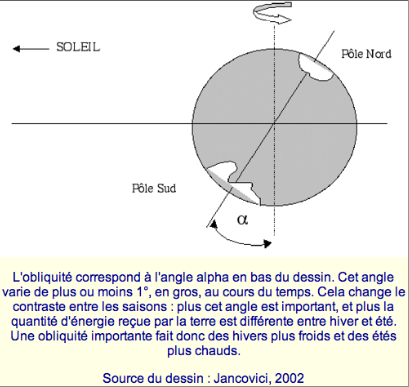 SOLEIL
Pôle Nord
Pôle Sud
α
L'obliquité correspond à l'angle alpha en bas du dessin. Cet angle
varie de plus ou moins 1°, en gros, au cours du temps. Cela change le
contraste entre les saisons : plus cet angle est important, et plus la
quantité d'énergie reçue par la terre est différente entre hiver et été.
Une obliquité importante fait donc des hivers plus froids et des étés
plus chauds.
Source du dessin : Jancovici, 2002